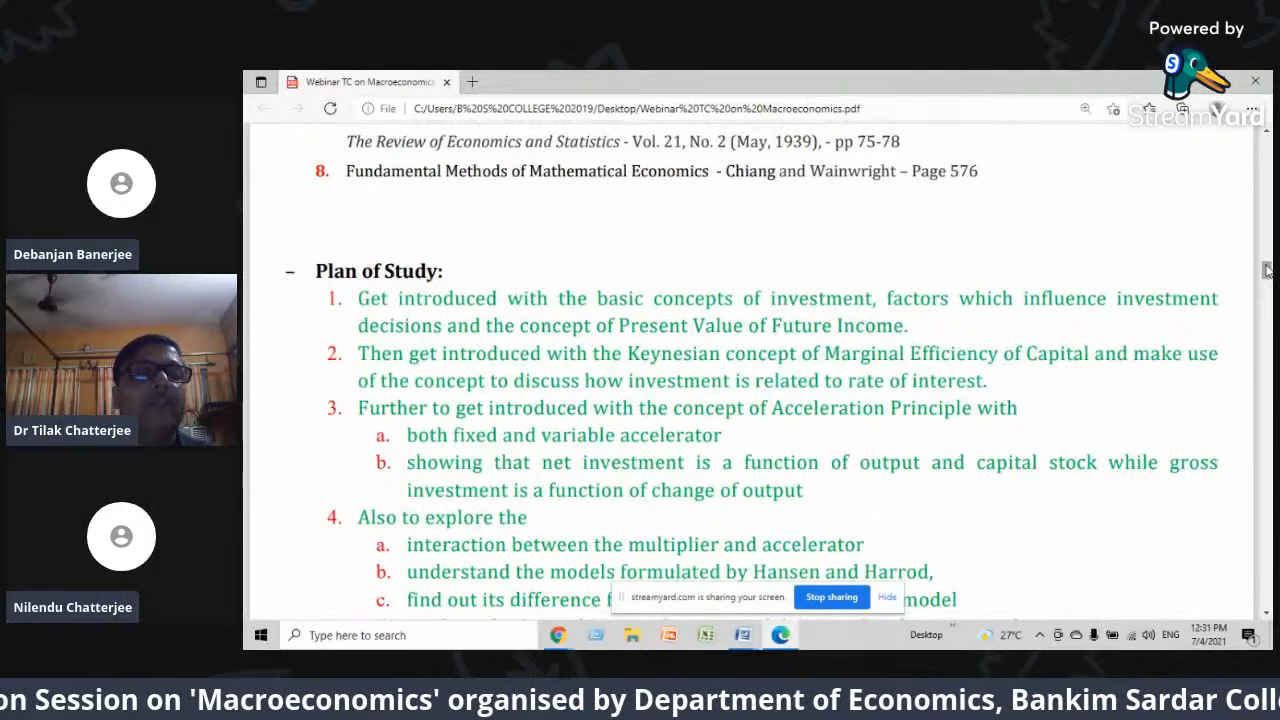 Powered by
StreamYard
Webinar TC on Macroeconomics
File
C:/Users/B%20S%20COLLEGE%202019/Desktop/Webinar%20TC%20on%20Macroeconomics.pdf
The Review of Economics and Statistics - Vol. 21, No. 2 (May, 1939), - pp 75-78
8. Fundamental Methods of Mathematical Economics - Chiang and Wainwright – Page 576
– Plan of Study:
1. Get introduced with the basic concepts of investment, factors which influence investment
decisions and the concept of Present Value of Future Income.
2. Then get introduced with the Keynesian concept of Marginal Efficiency of Capital and make use
of the concept to discuss how investment is related to rate of interest.
3. Further to get introduced with the concept of Acceleration Principle with
a. both fixed and variable accelerator
b. showing that net investment is a function of output and capital stock while gross
investment is a function of change of output
4. Also to explore the
a. interaction between the multiplier and accelerator
b. understand the models formulated by Hansen and Harrod,
c. find out its difference model
streamyard.com is sharing your screen.
Stop sharing
Hide
Debanjan Banerjee
Dr Tilak Chatterjee
Nilendu Chatterjee
Type here to search
Desktop
27°C
ENG
12:31 PM
7/4/2021
on Session on 'Macroeconomics' organised by Department of Economics, Bankim Sardar Coll